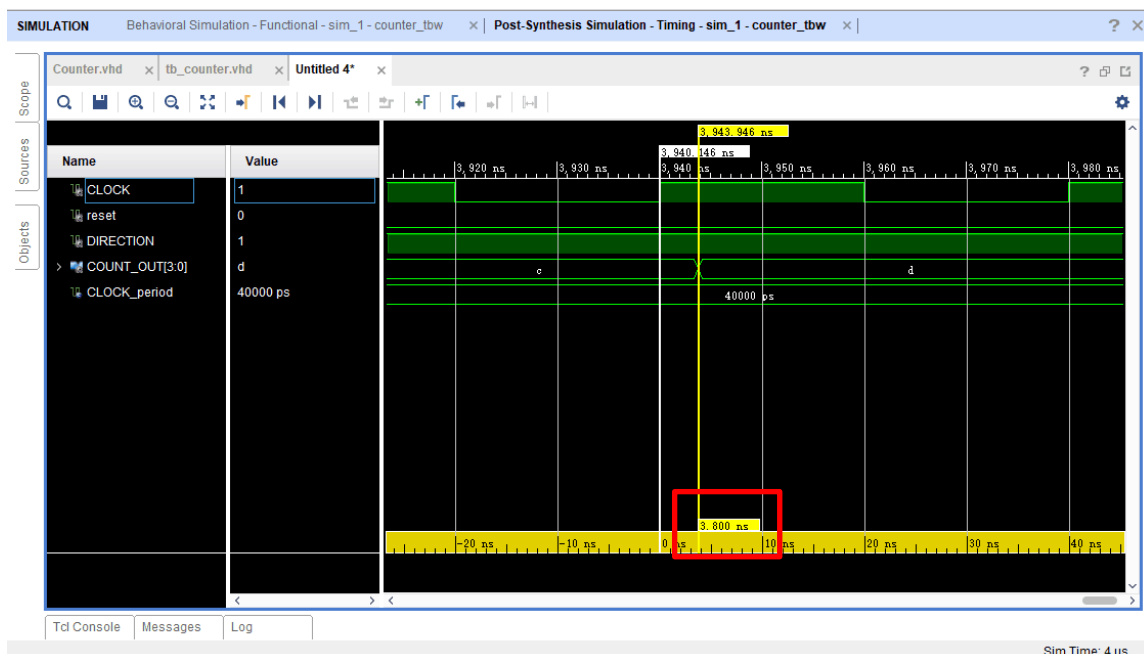 SIMULATION Behavioral Simulation - Functional - sim_1 - counter_tbw × Post-Synthesis Simulation - Timing - sim_1 - counter_tbw × ? ×
Counter.vhd × tb_counter.vhd × Untitled 4* × ?
Scope
Sources
Objects
3,943.946 ns
3,940.146 ns
Name Value
3,920 ns 3,930 ns 3,940 ns 3,950 ns 3,960 ns 3,970 ns 3,980 ns
CLOCK 1
reset 0
DIRECTION 1
> COUNT_OUT[3:0] d c d
CLOCK_period 40000 ps 40000 ps
3.800 ns
-20 ns -10 ns 0 ns 10 ns 20 ns 30 ns 40 ns
Tcl Console Messages Log
Sim Time: 4 us